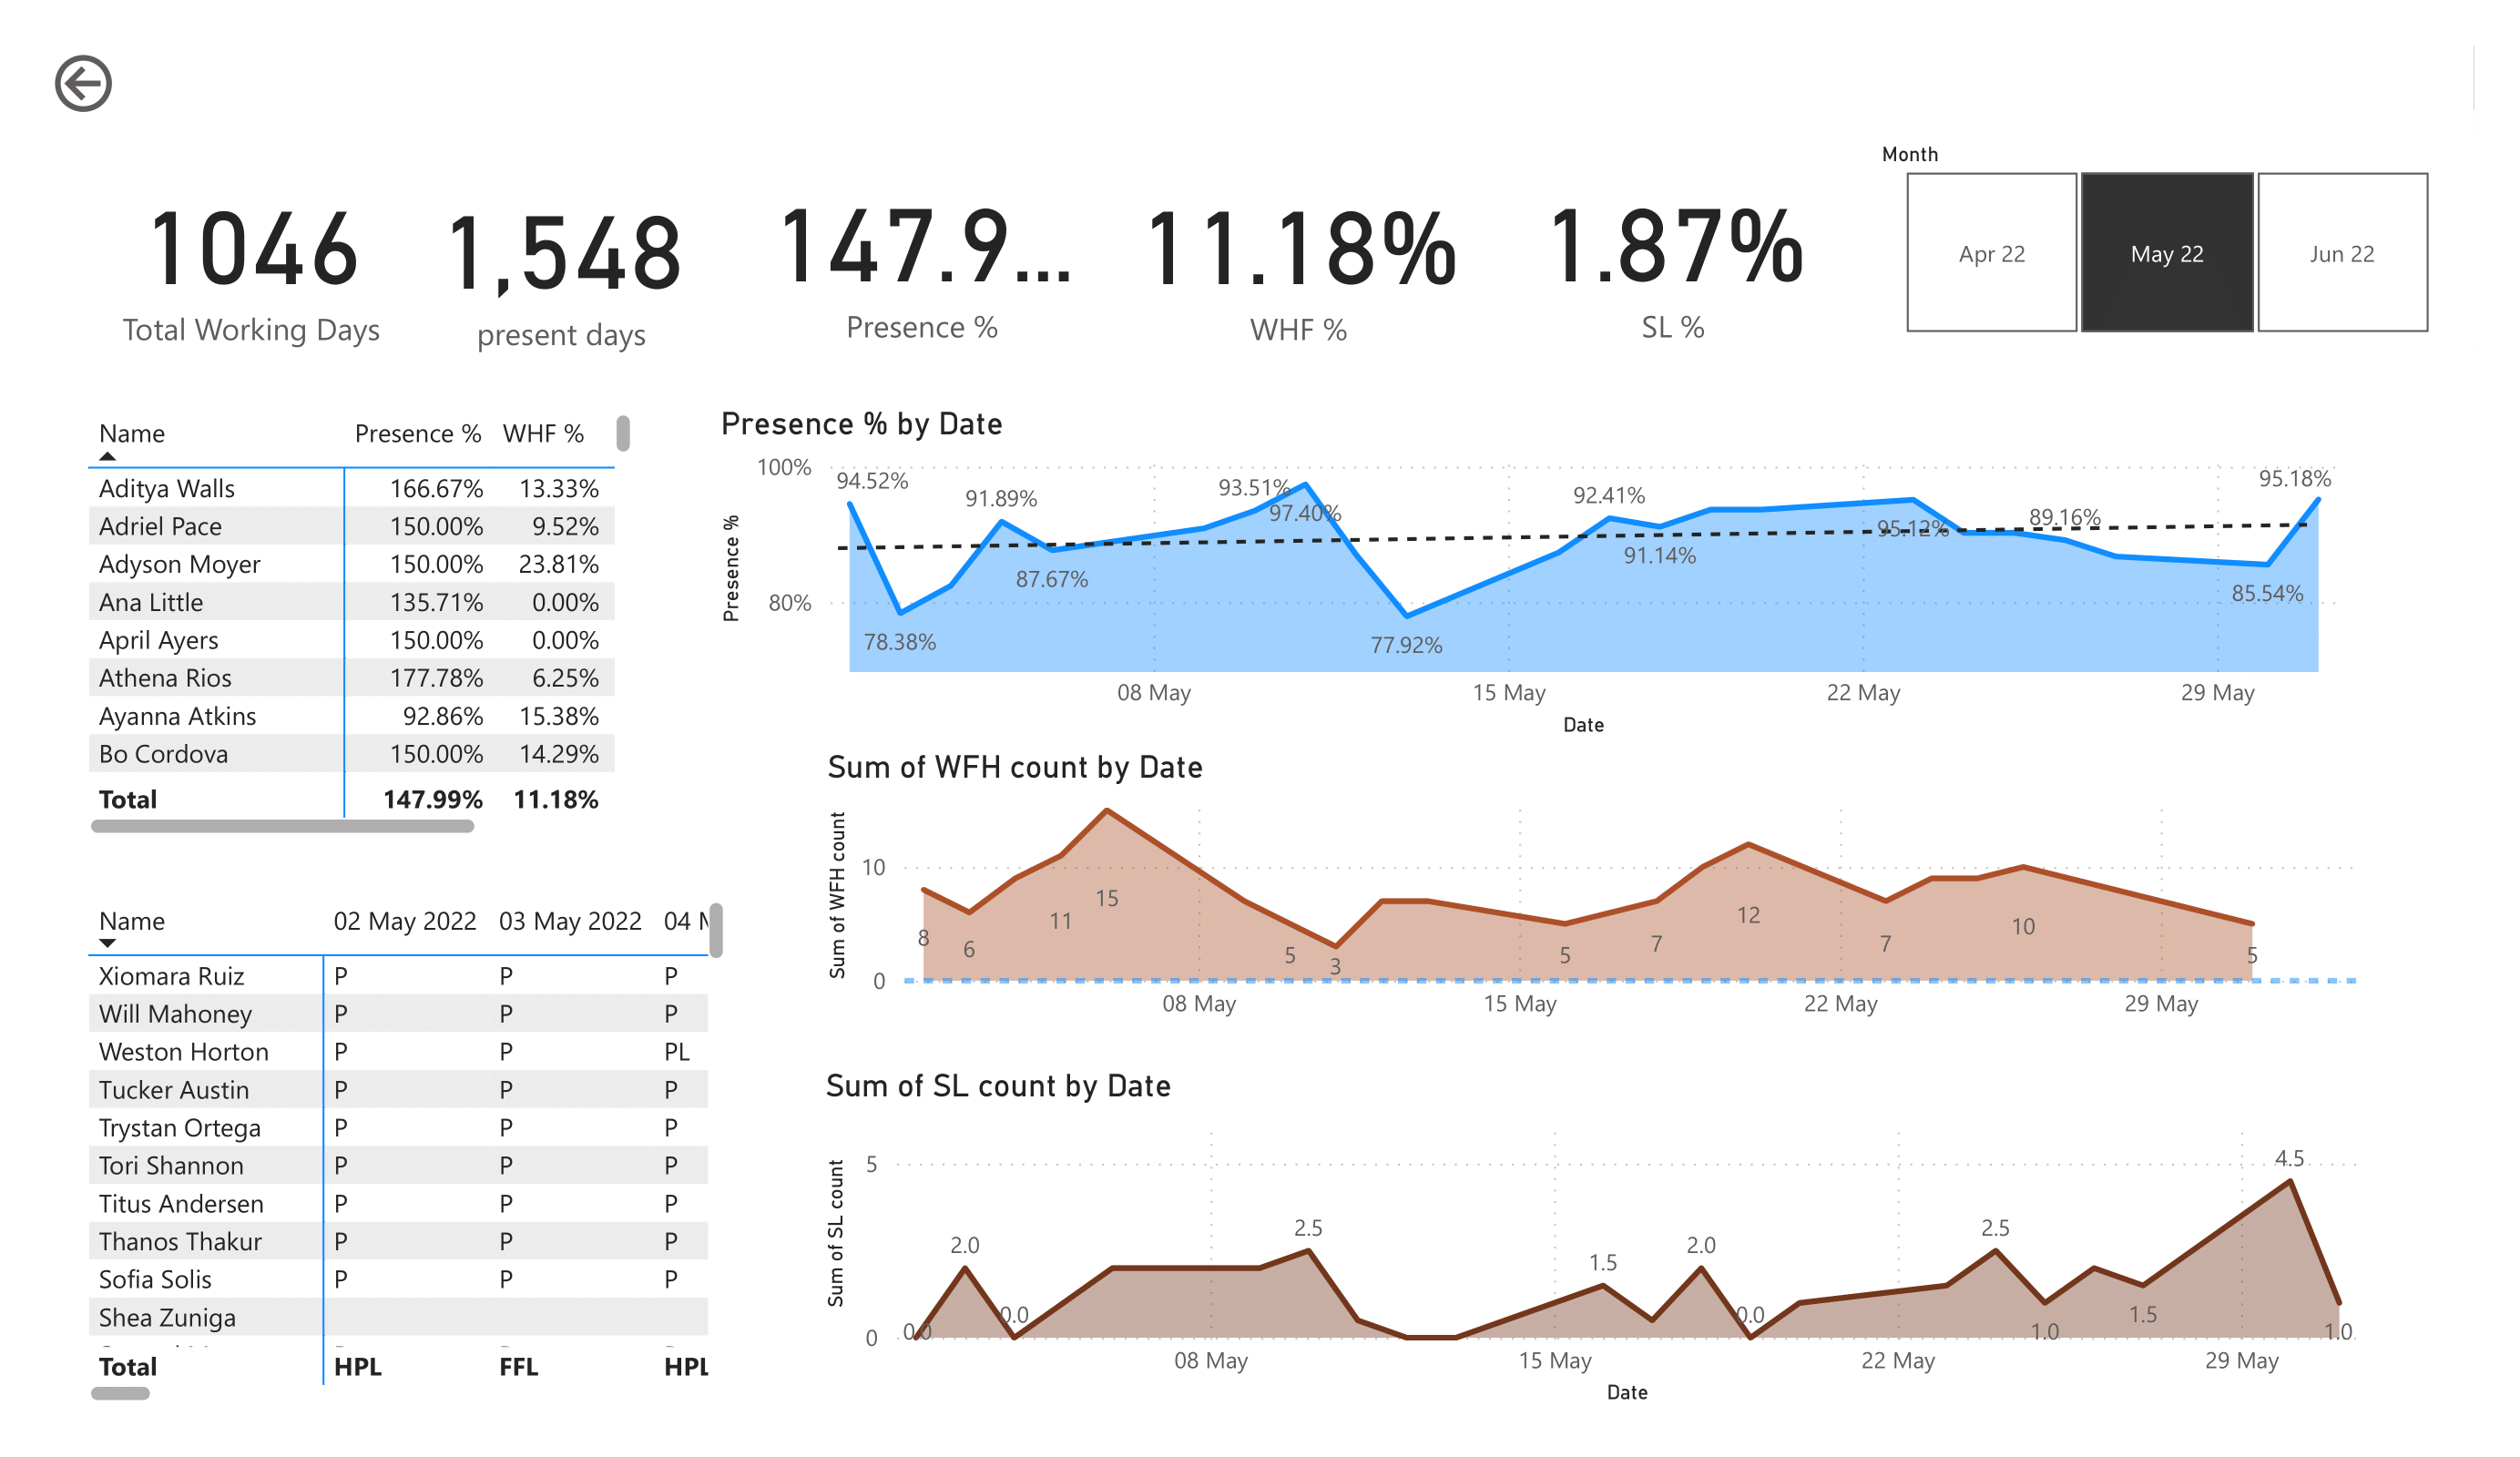 Month
Apr 22
May 22
Jun 22
1046
Total Working Days
1,548
present days
147.9...
Presence %
11.18%
WHF %
1.87%
SL %
Name Presence % WHF %
Aditya Walls 166.67% 13.33%
Adriel Pace 150.00% 9.52%
Adyson Moyer 150.00% 23.81%
Ana Little 135.71% 0.00%
April Ayers 150.00% 0.00%
Athena Rios 177.78% 6.25%
Ayanna Atkins 92.86% 15.38%
Bo Cordova 150.00% 14.29%
Total 147.99% 11.18%
Presence % by Date
Presence %
100%
80%
94.52%
78.38%
91.89%
87.67%
93.51%
97.40%
77.92%
92.41%
91.14%
95.12%
89.16%
85.54%
95.18%
08 May 15 May 22 May 29 May
Date
Sum of WFH count by Date
Sum of WFH count
10
0
8
6
11
15
5
3
5
7
12
7
10
5
08 May 15 May 22 May 29 May
Name 02 May 2022 03 May 2022 04
Xiomara Ruiz P P P
Will Mahoney P P P
Weston Horton P P PL
Tucker Austin P P P
Trystan Ortega P P P
Tori Shannon P P P
Titus Andersen P P P
Thanos Thakur P P P
Sofia Solis P P P
Shea Zuniga
Total HPL FFL HPL
Sum of SL count by Date
Sum of SL count
5
0
0.0
2.0
0.0
2.5
1.5
2.0
0.0
2.5
1.0
1.5
4.5
1.0
08 May 15 May 22 May 29 May
Date